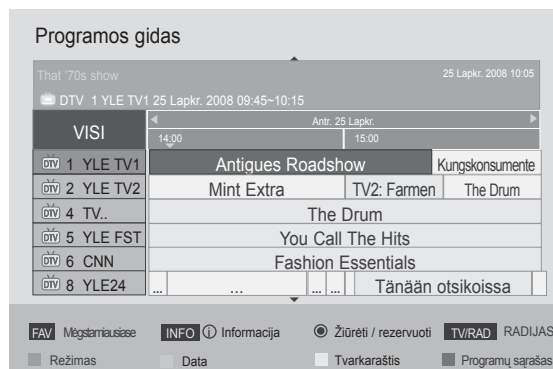 Programos gidas
That '70s show 25 Lapkr. 2008 10:05
DTV 1 YLE TV1 25 Lapkr. 2008 09:45~10:15
VISI
Antr. 25 Lapkr.
14:00 15:00
DTV 1 YLE TV1 Antigues Roadshow Kungskonsumente
DTV 2 YLE TV2 Mint Extra TV2: Farmen The Drum
DTV 4 TV.. The Drum
DTV 5 YLE FST You Call The Hits
DTV 6 CNN Fashion Essentials
DTV 8 YLE24 ... ... ... ... Tänään otsikoissa
FAV Mėgstamiausiase INFO i Informacija Žiūrėti / rezervuoti TV/RAD RADIJAS
Režimas Data Tvarkaraštis Programų sąrašas